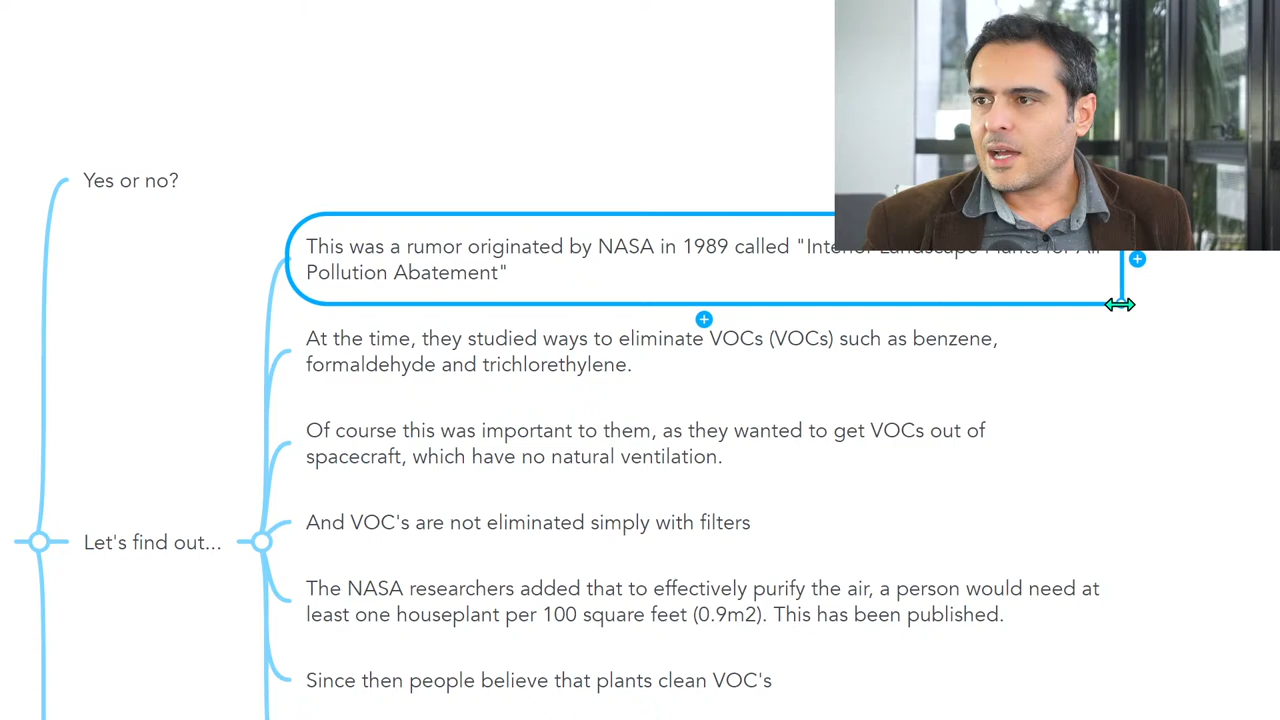 Yes or no?
This was a rumor originated by NASA in 1989 called "Interior Landscape Plants for Air
Pollution Abatement"
At the time, they studied ways to eliminate VOCs (VOCs) such as benzene,
formaldehyde and trichlorethylene.
Of course this was important to them, as they wanted to get VOCs out of
spacecraft, which have no natural ventilation.
And VOC's are not eliminated simply with filters
Let's find out...
The NASA researchers added that to effectively purify the air, a person would need at
least one houseplant per 100 square feet (0.9m2). This has been published.
Since then people believe that plants clean VOC's